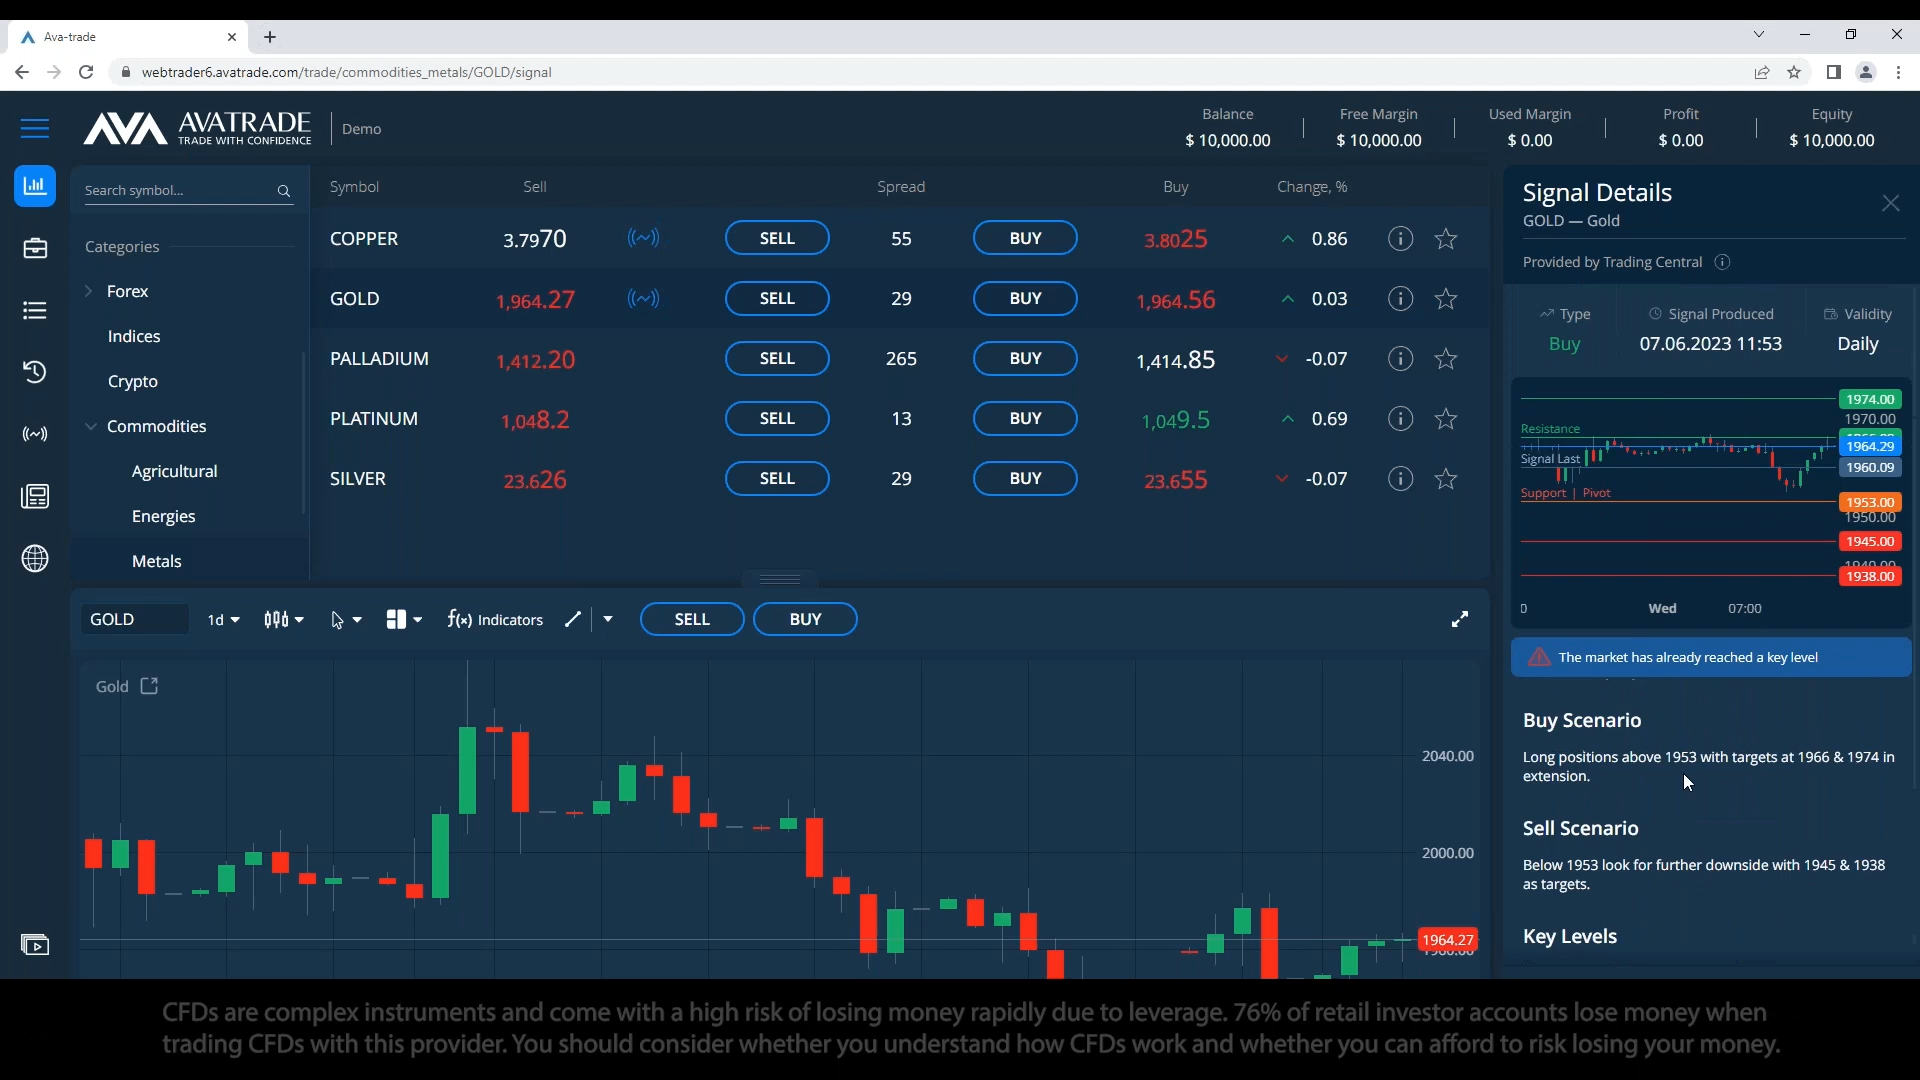 Ava-trade
webtrader6.avatrade.com/trade/commodities_metals/GOLD/signal
AVA AVATRADE
TRADE WITH CONFIDENCE
Demo
Balance Free Margin Used Margin Profit Equity
$ 10,000.00 $ 10,000.00 $ 0.00 $ 0.00 $ 10,000.00
Search symbol...
Categories
Forex
Indices
Crypto
Commodities
Agricultural
Energies
Metals
Symbol Sell Spread Buy Change, %
COPPER 3.7970 SELL 55 BUY 3.8025 0.86
GOLD 1,964.27 SELL 29 BUY 1,964.56 0.03
PALLADIUM 1,412.20 SELL 265 BUY 1,414.85 -0.07
PLATINUM 1,048.2 SELL 13 BUY 1,049.5 0.69
SILVER 23.626 SELL 29 BUY 23.655 -0.07
GOLD 1d f(x) Indicators SELL BUY
Gold
2040.00
2000.00
1964.27
Signal Details
GOLD — Gold
Provided by Trading Central
Type Signal Produced Validity
Buy 07.06.2023 11:53 Daily
1974.00
1970.00
Resistance
1964.29
Signal Last
1960.09
Support | Pivot
1953.00
1950.00
1945.00
1938.00
0 Wed 07:00
The market has already reached a key level
Buy Scenario
Long positions above 1953 with targets at 1966 & 1974 in
extension.
Sell Scenario
Below 1953 look for further downside with 1945 & 1938
as targets.
Key Levels
CFDs are complex instruments and come with a high risk of losing money rapidly due to leverage. 76% of retail investor accounts lose money when
trading CFDs with this provider. You should consider whether you understand how CFDs work and whether you can afford to risk losing your money.